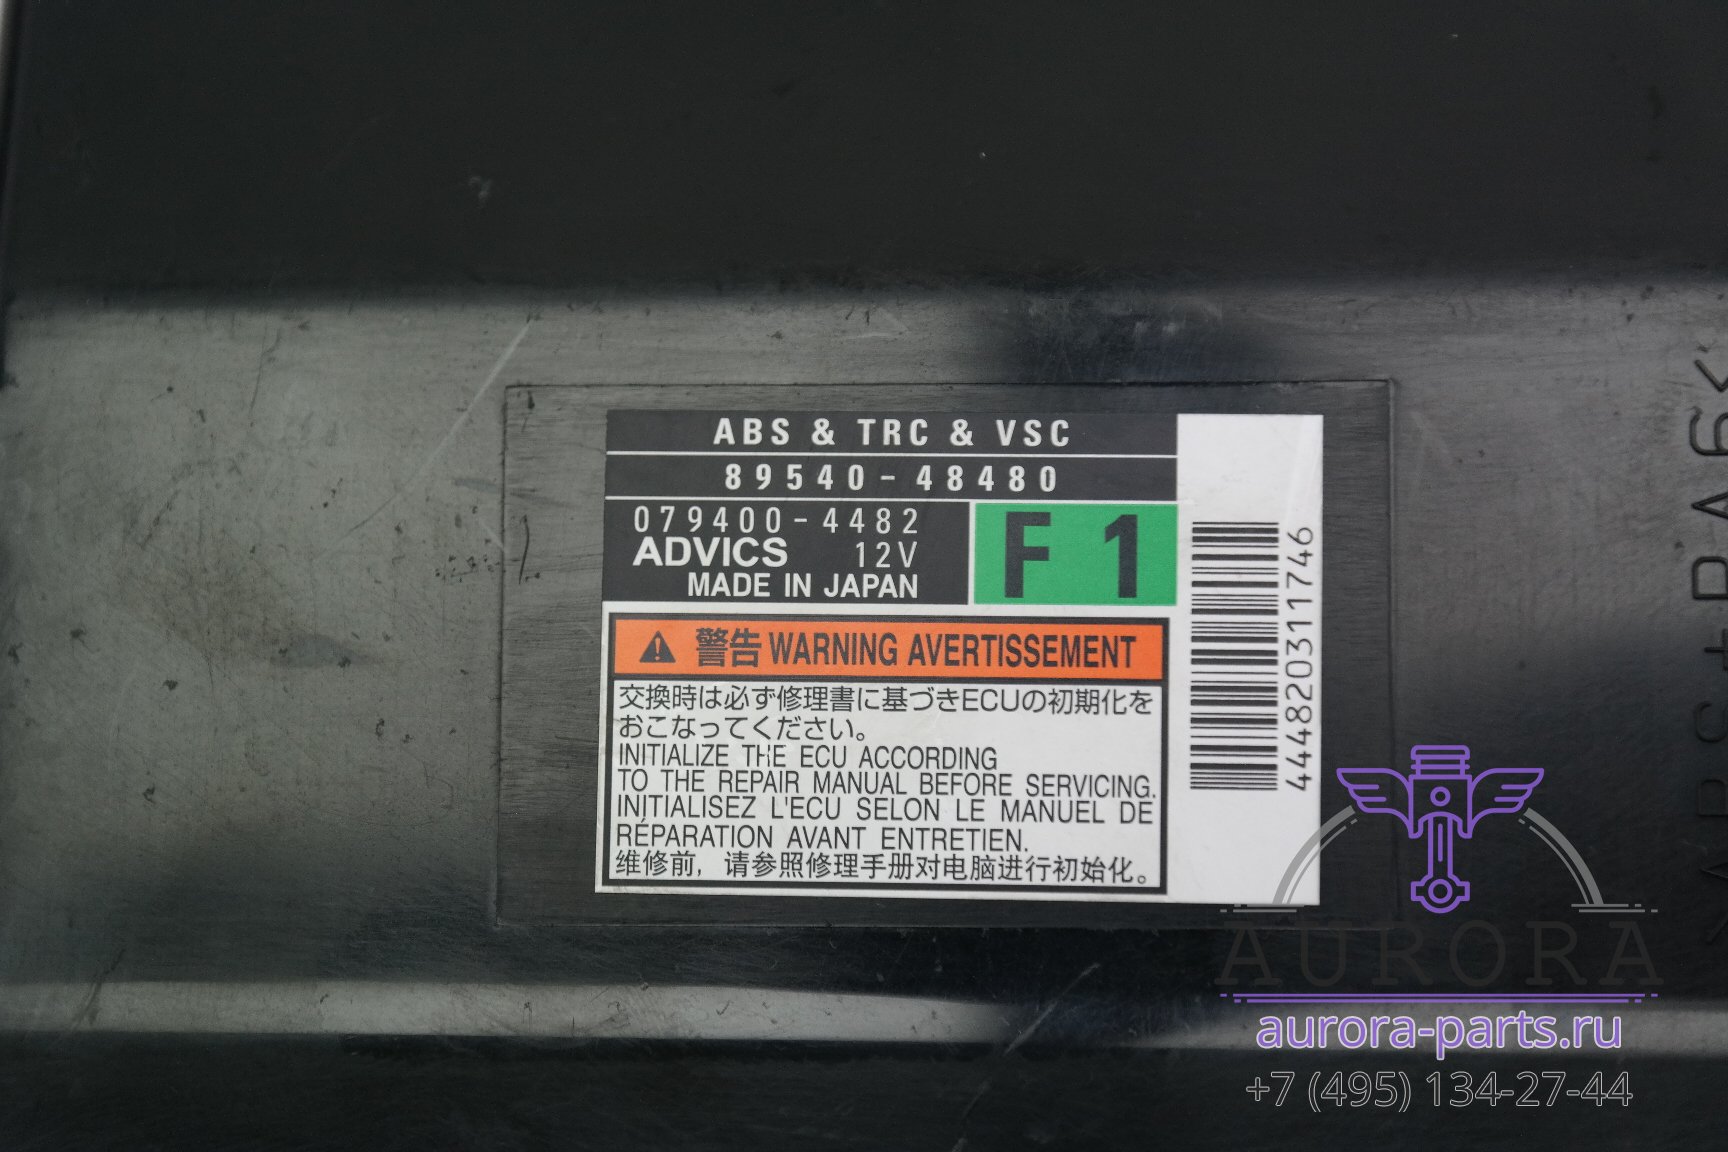 ABS & TRC & VSC
89540-48480
079400-4482
ADVICS 12V
MADE IN JAPAN
F 1
警告 WARNING AVERTISSEMENT
交換時は必ず修理書に基づきECUの初期化を
おこなってください。
INITIALIZE THE ECU ACCORDING
TO THE REPAIR MANUAL BEFORE SERVICING.
INITIALISEZ L'ECU SELON LE MANUEL DE
RÉPARATION AVANT ENTRETIEN.
维修前，请参照修理手册对电脑进行初始化。
444820311746
AURORA
aurora-parts.ru
+7 (495) 134-27-44